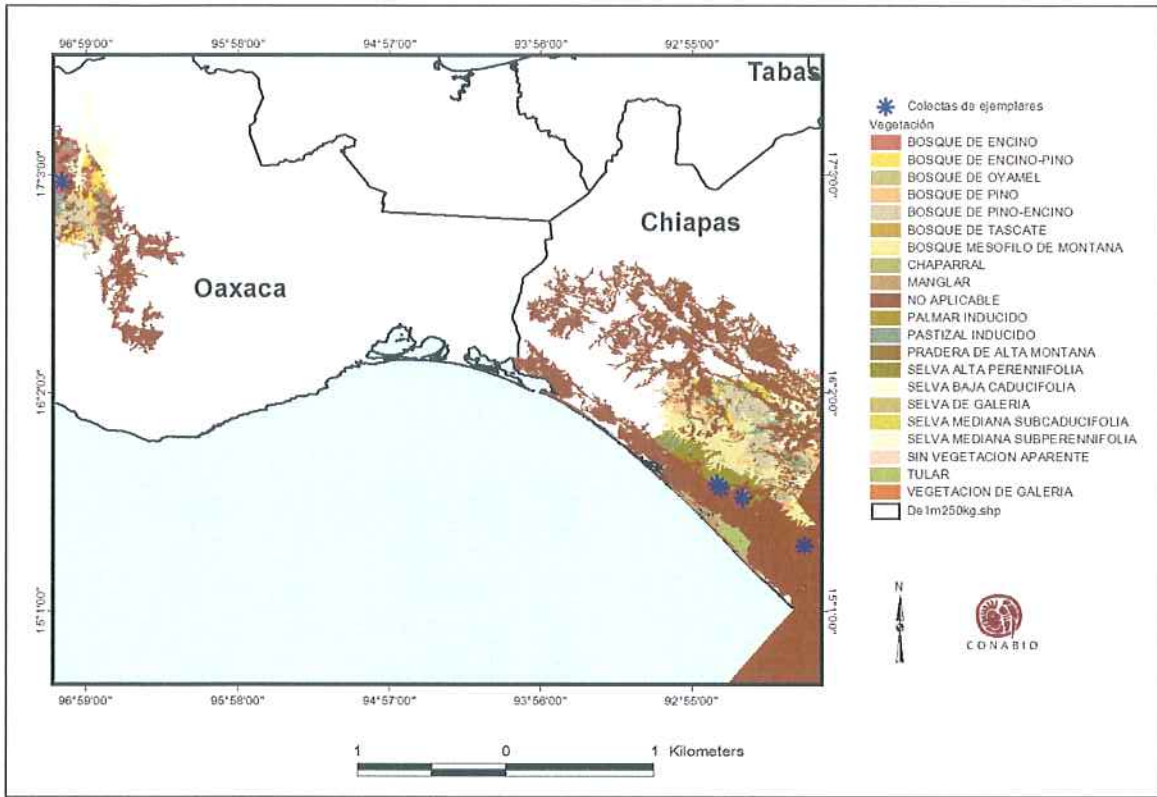 96°59'00" 95°58'00" 94°57'00" 93°56'00" 92°55'00"
Tabas
17°3'00" 17°3'00"
Chiapas
Oaxaca
16°2'00" 16°2'00"
15°1'00" 15°1'00"
96°59'00" 95°58'00" 94°57'00" 93°56'00" 92°55'00"
Colectas de ejemplares
Vegetación
BOSQUE DE ENCINO
BOSQUE DE ENCINO-PINO
BOSQUE DE OYAMEL
BOSQUE DE PINO
BOSQUE DE PINO-ENCINO
BOSQUE DE TASCATE
BOSQUE MESOFILO DE MONTANA
CHAPARRAL
MANGLAR
NO APLICABLE
PALMAR INDUCIDO
PASTIZAL INDUCIDO
PRADERA DE ALTA MONTANA
SELVA ALTA PERENNIFOLIA
SELVA BAJA CADUCIFOLIA
SELVA DE GALERIA
SELVA MEDIANA SUBCADUCIFOLIA
SELVA MEDIANA SUBPERENNIFOLIA
SIN VEGETACION APARENTE
TULAR
VEGETACION DE GALERIA
De1m250kg.shp
N
CONABIO
1 0 1 Kilometers